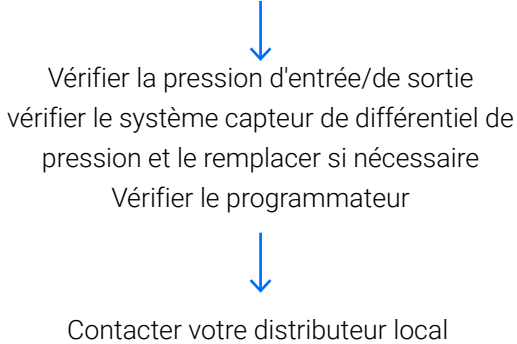 Vérifier la pression d'entrée/de sortie
vérifier le système capteur de différentiel de
pression et le remplacer si nécessaire
Vérifier le programmateur
Contacter votre distributeur local